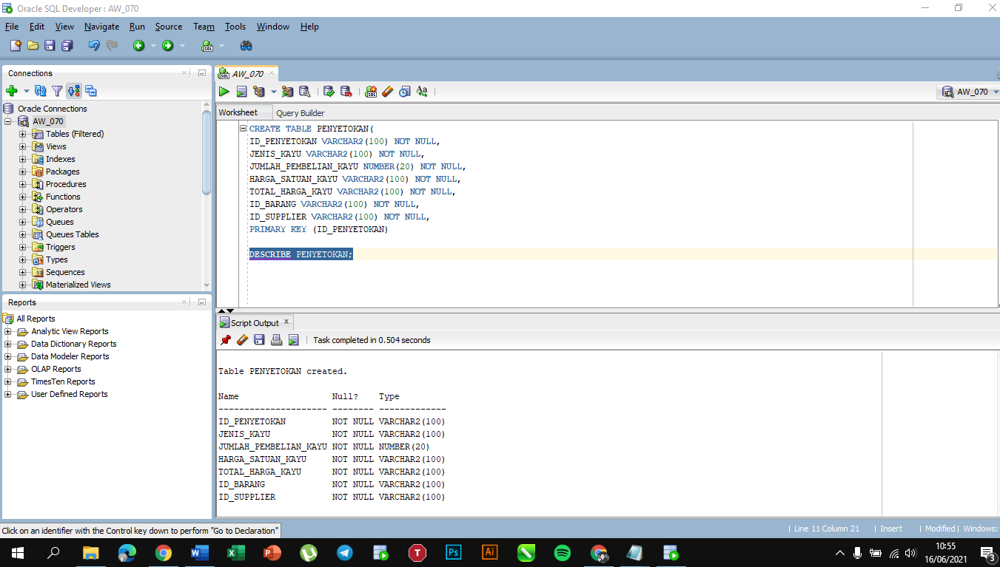 Oracle SQL Developer : AW_070
File Edit View Navigate Run Source Team Tools Window Help
Connections
Oracle Connections
AW_070
Tables (Filtered)
Views
Indexes
Packages
Procedures
Functions
Operators
Queues
Queues Tables
Triggers
Types
Sequences
Materialized Views
Reports
All Reports
Analytic View Reports
Data Dictionary Reports
Data Modeler Reports
OLAP Reports
TimesTen Reports
User Defined Reports
AW_070
AW_070
Worksheet Query Builder
CREATE TABLE PENYETOKAN(
ID_PENYETOKAN VARCHAR2(100) NOT NULL,
JENIS_KAYU VARCHAR2(100) NOT NULL,
JUMLAH_PEMBELIAN_KAYU NUMBER(20) NOT NULL,
HARGA_SATUAN_KAYU VARCHAR2(100) NOT NULL,
TOTAL_HARGA_KAYU VARCHAR2(100) NOT NULL,
ID_BARANG VARCHAR2(100) NOT NULL,
ID_SUPPLIER VARCHAR2(100) NOT NULL,
PRIMARY KEY (ID_PENYETOKAN)
DESCRIBE PENYETOKAN;
Script Output
Task completed in 0.504 seconds
Table PENYETOKAN created.
Name Null? Type
--------------------- -------- -------------
ID_PENYETOKAN NOT NULL VARCHAR2(100)
JENIS_KAYU NOT NULL VARCHAR2(100)
JUMLAH_PEMBELIAN_KAYU NOT NULL NUMBER(20)
HARGA_SATUAN_KAYU NOT NULL VARCHAR2(100)
TOTAL_HARGA_KAYU NOT NULL VARCHAR2(100)
ID_BARANG NOT NULL VARCHAR2(100)
ID_SUPPLIER NOT NULL VARCHAR2(100)
Click on an identifier with the Control key down to perform "Go to Declaration"
| Line 11 Column 21 | Insert | Modified | Windows:
10:55
16/06/2021
3